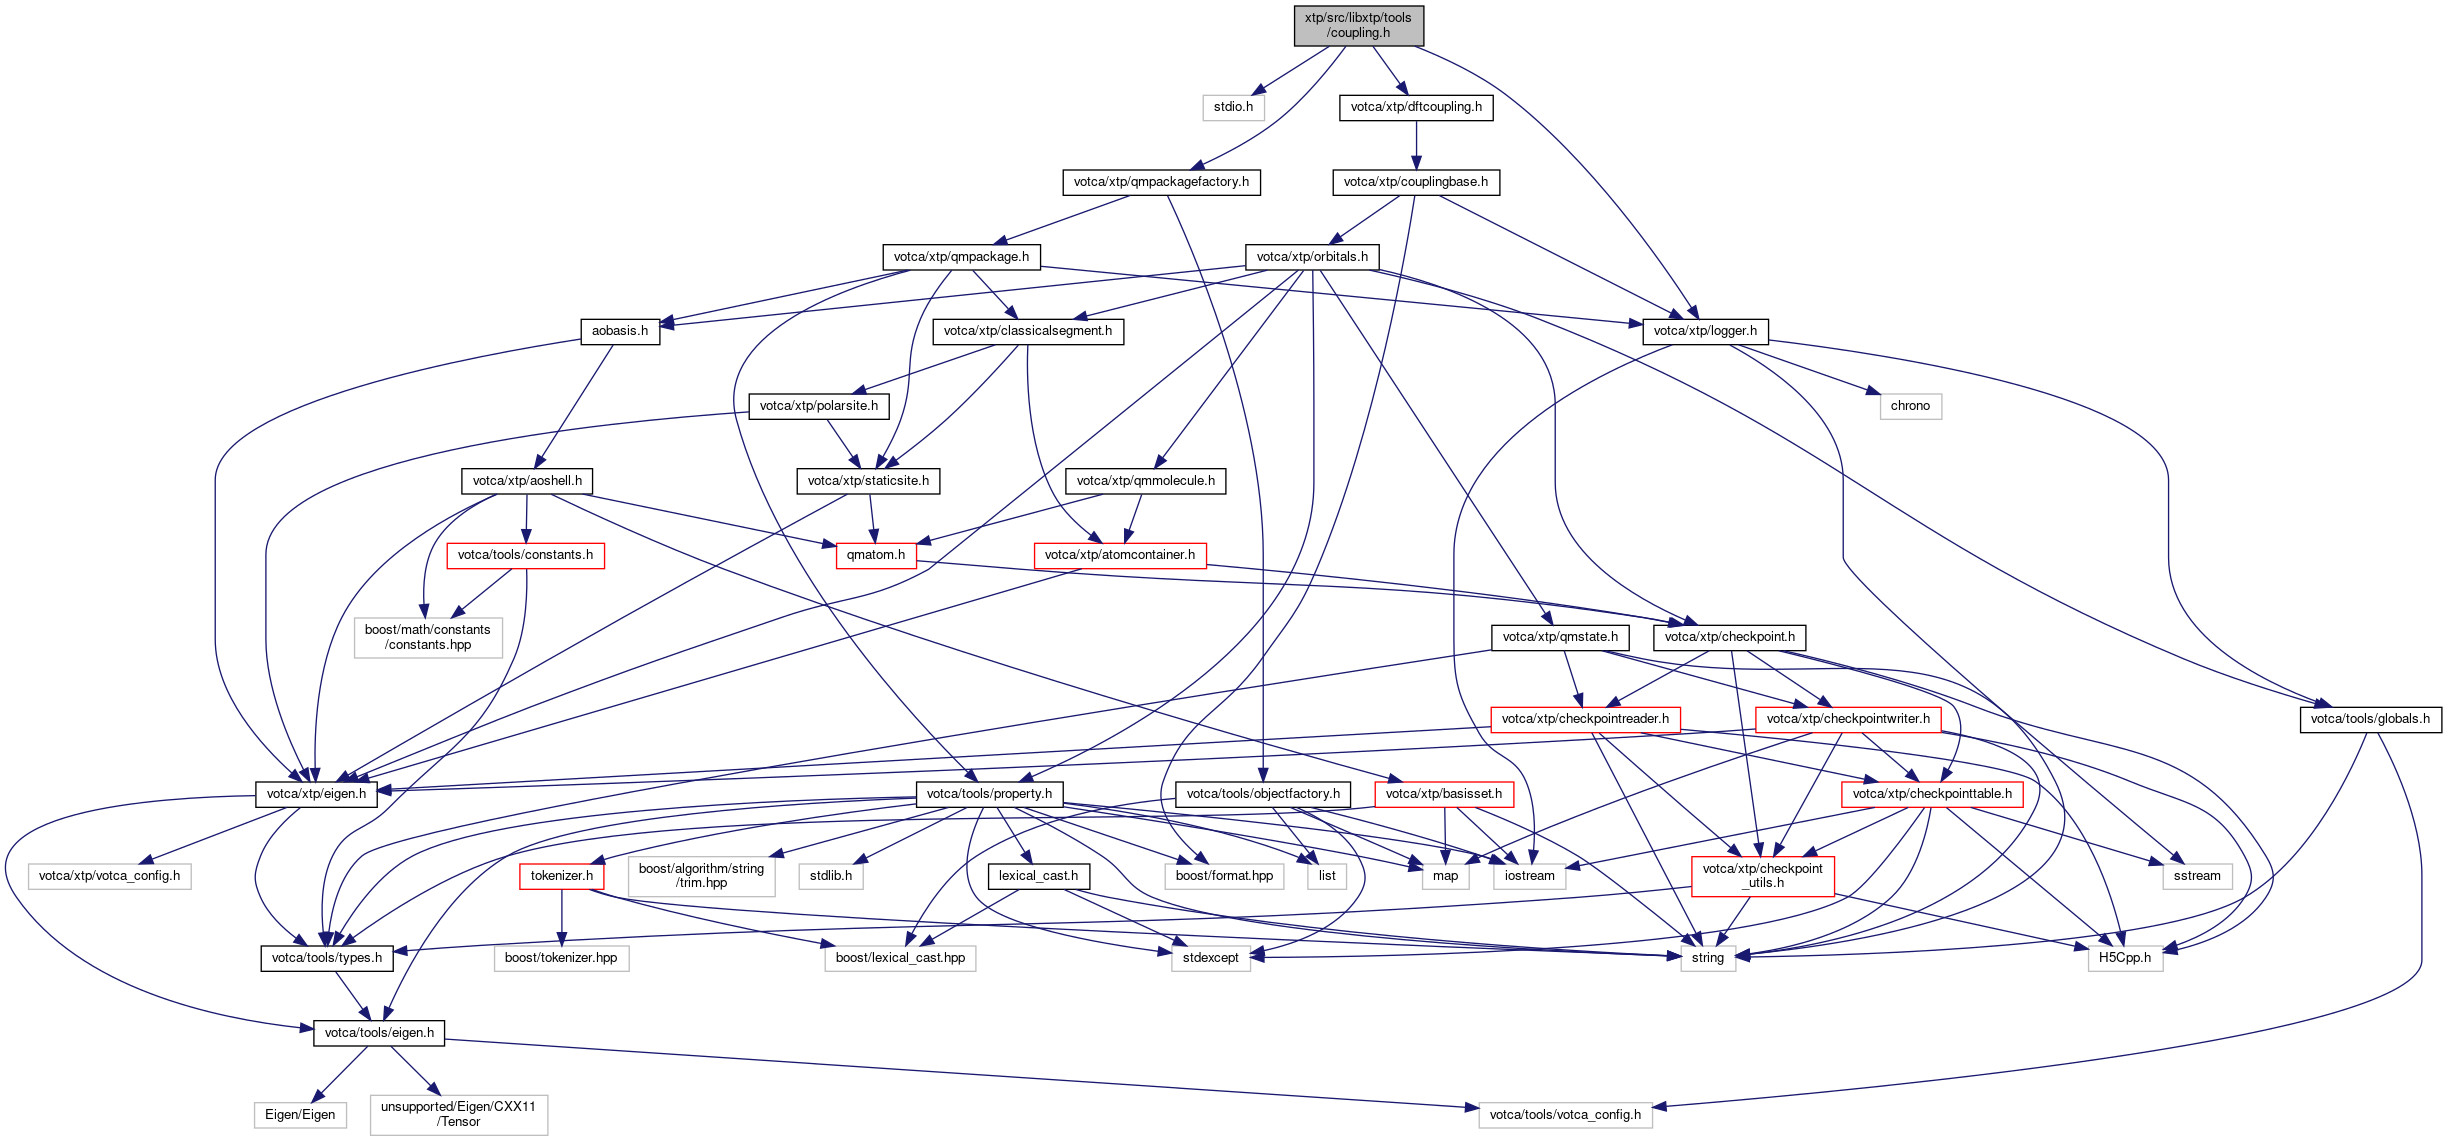 xtp/src/libxtp/tools
/coupling.h
stdio.h
votca/xtp/dftcoupling.h
votca/xtp/qmpackagefactory.h
votca/xtp/couplingbase.h
votca/xtp/qmpackage.h
votca/xtp/orbitals.h
aobasis.h
votca/xtp/classicalsegment.h
votca/xtp/logger.h
votca/xtp/polarsite.h
chrono
votca/xtp/aoshell.h
votca/xtp/staticsite.h
votca/xtp/qmmolecule.h
votca/tools/constants.h
qmatom.h
votca/xtp/atomcontainer.h
boost/math/constants
/constants.hpp
votca/xtp/qmstate.h
votca/xtp/checkpoint.h
votca/xtp/checkpointreader.h
votca/xtp/checkpointwriter.h
votca/tools/globals.h
votca/xtp/eigen.h
votca/tools/property.h
votca/tools/objectfactory.h
votca/xtp/basisset.h
votca/xtp/checkpointtable.h
votca/xtp/votca_config.h
tokenizer.h
boost/algorithm/string
/trim.hpp
stdlib.h
lexical_cast.h
boost/format.hpp
list
map
iostream
votca/xtp/checkpoint
_utils.h
sstream
votca/tools/types.h
boost/tokenizer.hpp
boost/lexical_cast.hpp
stdexcept
string
H5Cpp.h
votca/tools/eigen.h
Eigen/Eigen
unsupported/Eigen/CXX11
/Tensor
votca/tools/votca_config.h